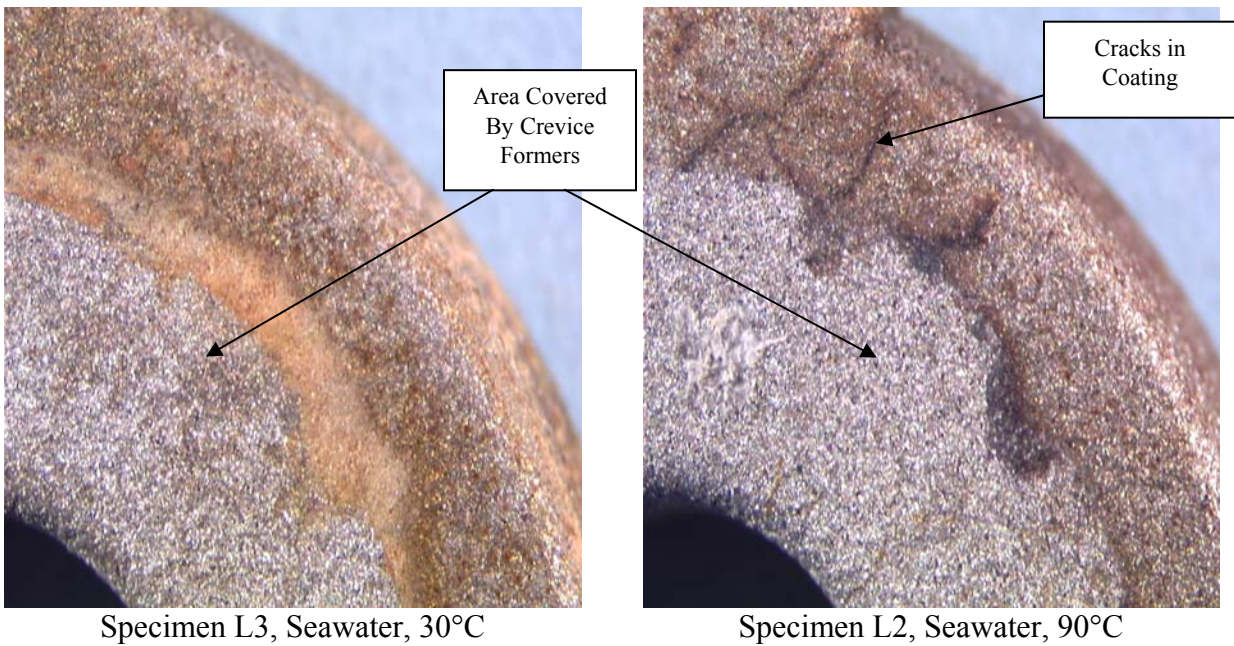 Area Covered
By Crevice
Formers
Cracks in
Coating
Specimen L3, Seawater, 30°C
Specimen L2, Seawater, 90°C